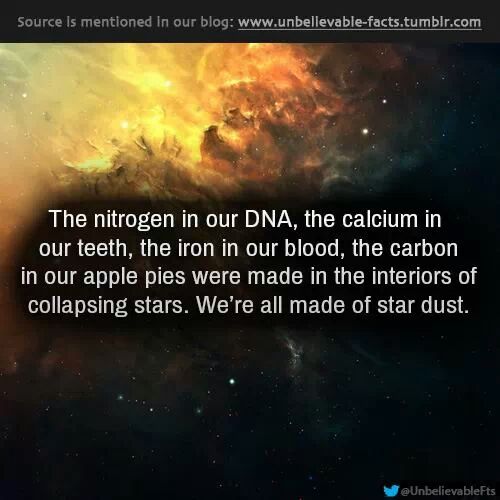 Source is mentioned in our blog: www.unbelievable-facts.tumblr.com
The nitrogen in our DNA, the calcium in
our teeth, the iron in our blood, the carbon
in our apple pies were made in the interiors of
collapsing stars. We're all made of star dust.
@UnbelievableFts